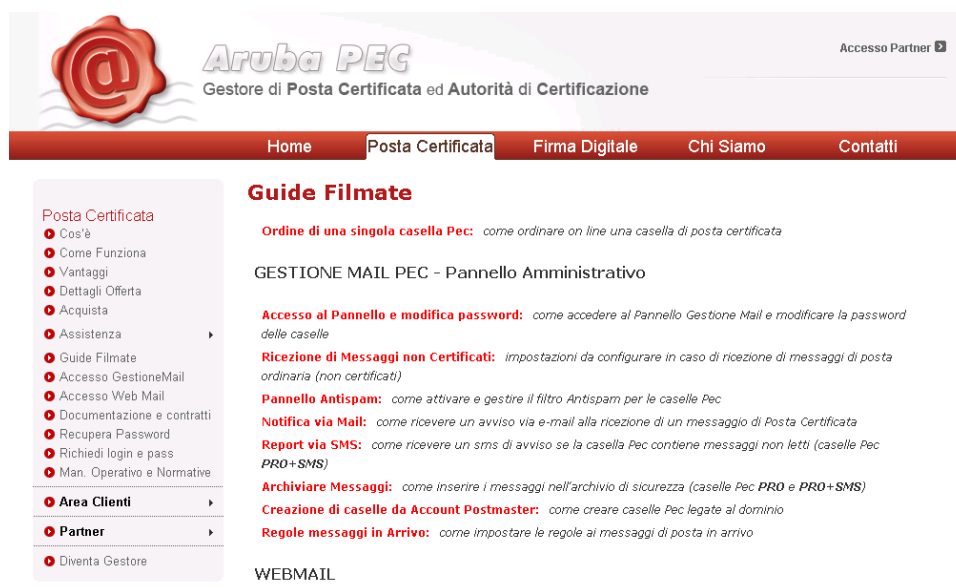 Aruba PEC
Accesso Partner
Gestore di Posta Certificata ed Autorità di Certificazione
Home Posta Certificata Firma Digitale Chi Siamo Contatti
Posta Certificata
Cos'è
Come Funziona
Vantaggi
Dettagli Offerta
Acquista
Assistenza
Guide Filmate
Accesso GestioneMail
Accesso Web Mail
Documentazione e contratti
Recupera Password
Richiedi login e pass
Man. Operativo e Normative
Area Clienti
Partner
Diventa Gestore
Guide Filmate
Ordine di una singola casella Pec: come ordinare on line una casella di posta certificata
GESTIONE MAIL PEC - Pannello Amministrativo
Accesso al Pannello e modifica password: come accedere al Pannello Gestione Mail e modificare la password
delle caselle
Ricezione di Messaggi non Certificati: impostazioni da configurare in caso di ricezione di messaggi di posta
ordinaria (non certificati)
Pannello Antispam: come attivare e gestire il filtro Antispam per le caselle Pec
Notifica via Mail: come ricevere un avviso via e-mail alla ricezione di un messaggio di Posta Certificata
Report via SMS: come ricevere un sms di avviso se la casella Pec contiene messaggi non letti (caselle Pec
PRO+SMS)
Archiviare Messaggi: come inserire i messaggi nell'archivio di sicurezza (caselle Pec PRO e PRO+SMS)
Creazione di caselle da Account Postmaster: come creare caselle Pec legate al dominio
Regole messaggi in Arrivo: come impostare le regole ai messaggi di posta in arrivo
WEBMAIL